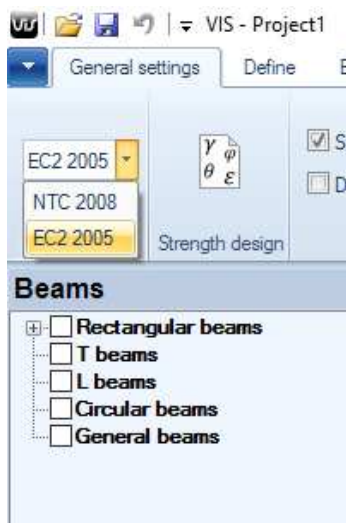 VIS - Project1
General settings Define
EC2 2005
NTC 2008
EC2 2005
γ φ
θ ε
Strength design
S
D
Beams
Rectangular beams
T beams
L beams
Circular beams
General beams